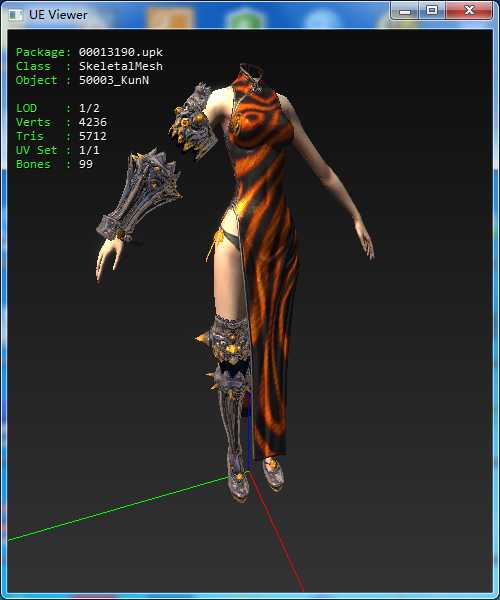 UE Viewer
Package: 00013190.upk
Class  : SkeletalMesh
Object : 50003_KunN
LOD    : 1/2
Verts  : 4236
Tris   : 5712
UV Set : 1/1
Bones  : 99